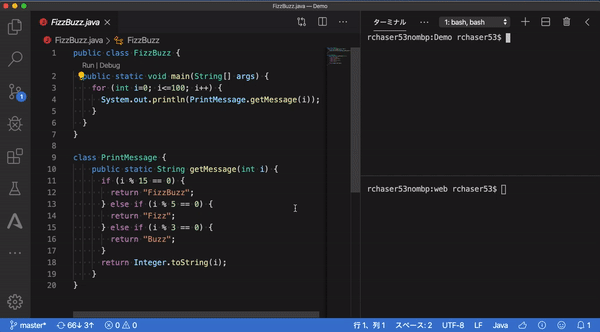 FizzBuzz.java — Demo
FizzBuzz.java
ターミナル
1: bash, bash
FizzBuzz.java > FizzBuzz
1 public class FizzBuzz {
Run | Debug
2 public static void main(String[] args) {
3 for (int i=0; i<=100; i++) {
4 System.out.println(PrintMessage.getMessage(i));
5 }
6 }
7 }
8
9 class PrintMessage {
10 public static String getMessage(int i) {
11 if (i % 15 == 0) {
12 return "FizzBuzz";
13 } else if (i % 5 == 0) {
14 return "Fizz";
15 } else if (i % 3 == 0) {
16 return "Buzz";
17 }
18 return Integer.toString(i);
19 }
20 }
rchaser53nombp:Demo rchaser53$
rchaser53nombp:web rchaser53$
1
master* 66↓ 3↑ 0 0
行 1、列 1 スペース: 2 UTF-8 LF Java 1